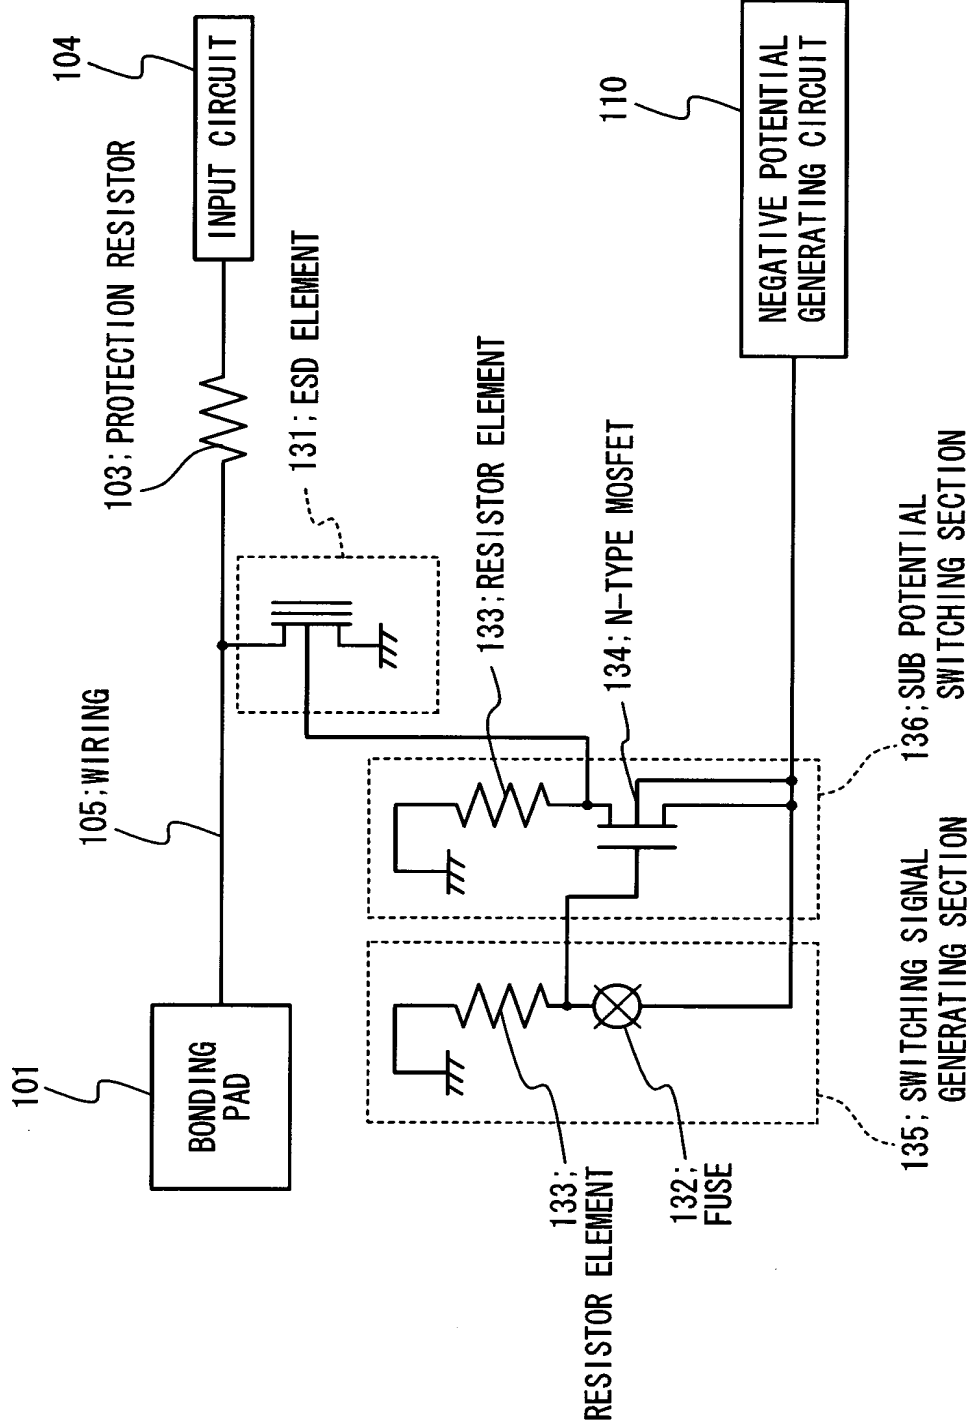 101
BONDING
PAD
105;WIRING
103;PROTECTION RESISTOR
104
INPUT CIRCUIT
131;ESD ELEMENT
133;RESISTOR ELEMENT
134;N-TYPE MOSFET
110
NEGATIVE POTENTIAL
GENERATING CIRCUIT
133;
RESISTOR ELEMENT
132;
FUSE
135;SWITCHING SIGNAL
GENERATING SECTION
136;SUB POTENTIAL
SWITCHING SECTION